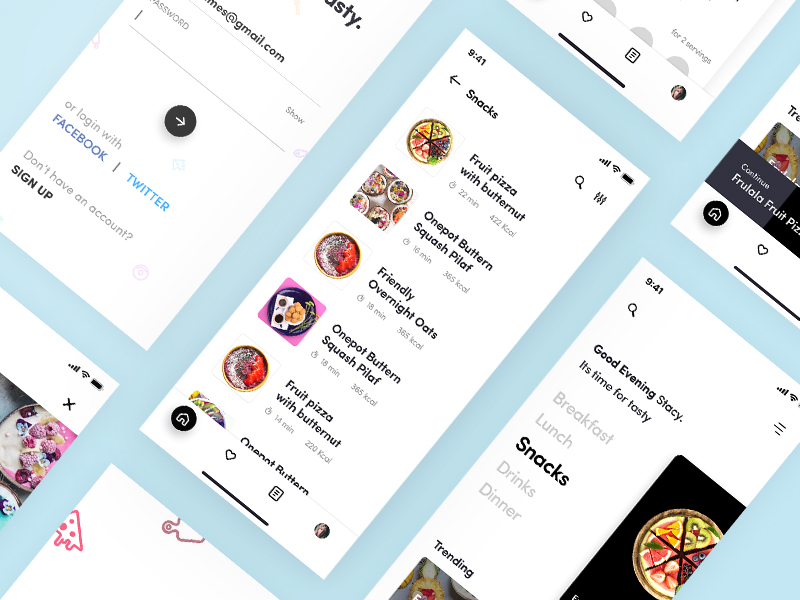 asty.
mes@gmail.com
PASSWORD
Show
or login with
FACEBOOK | TWITTER
Don't have an account?
SIGN UP
9:41
Snacks
Fruit pizza
with butternut
22 min 422 Kcal
Onepot Buttern
Squash Pilaf
16 min 365 kcal
Friendly
Overnight Oats
18 min 365 kcal
Onepot Buttern
Squash Pilaf
18 min 365 kcal
Fruit pizza
with butternut
14 min 220 Kcal
Onepot Buttern
for 2 servings
Tre
Continue
Frulala Fruit Piz
9:41
Good Evening Stacy.
Its time for tasty
Breakfast
Lunch
Snacks
Drinks
Dinner
Trending